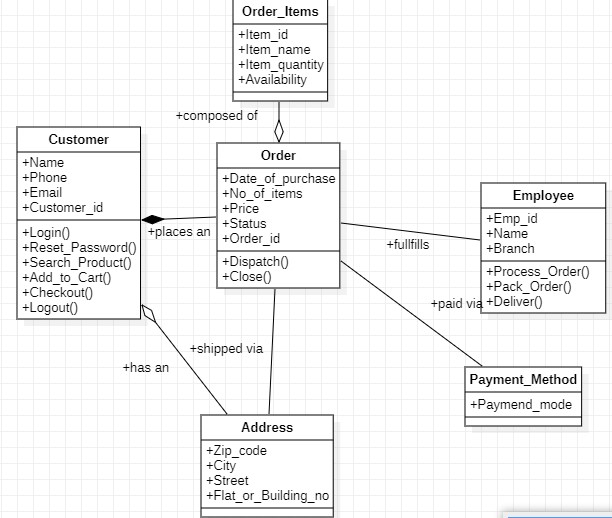 Order_Items
+Item_id
+Item_name
+Item_quantity
+Availability
+composed of
Customer
+Name
+Phone
+Email
+Customer_id
+Login()
+Reset_Password()
+Search_Product()
+Add_to_Cart()
+Checkout()
+Logout()
+places an
Order
+Date_of_purchase
+No_of_items
+Price
+Status
+Order_id
+Dispatch()
+Close()
+fullfills
Employee
+Emp_id
+Name
+Branch
+Process_Order()
+Pack_Order()
+Deliver()
+paid via
+shipped via
+has an
Payment_Method
+Paymend_mode
Address
+Zip_code
+City
+Street
+Flat_or_Building_no